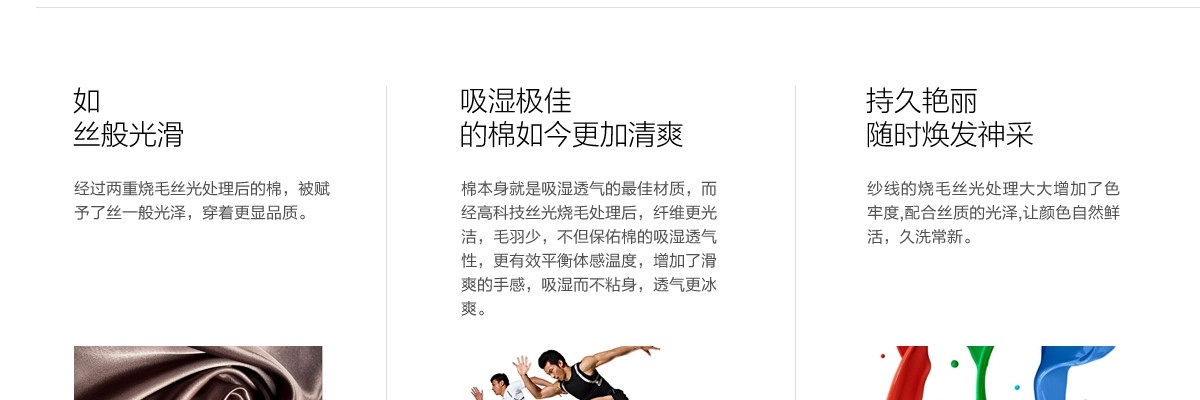 如
丝般光滑
经过两重烧毛丝光处理后的棉，被赋
予了丝一般光泽，穿着更显品质。
吸湿极佳
的棉如今更加清爽
棉本身就是吸湿透气的最佳材质，而
经高科技丝光烧毛处理后，纤维更光
洁，毛羽少，不但保佑棉的吸湿透气
性，更有效平衡体感温度，增加了滑
爽的手感，吸湿而不粘身，透气更冰
爽。
持久艳丽
随时焕发神采
纱线的烧毛丝光处理大大增加了色
牢度,配合丝质的光泽,让颜色自然鲜
活，久洗常新。